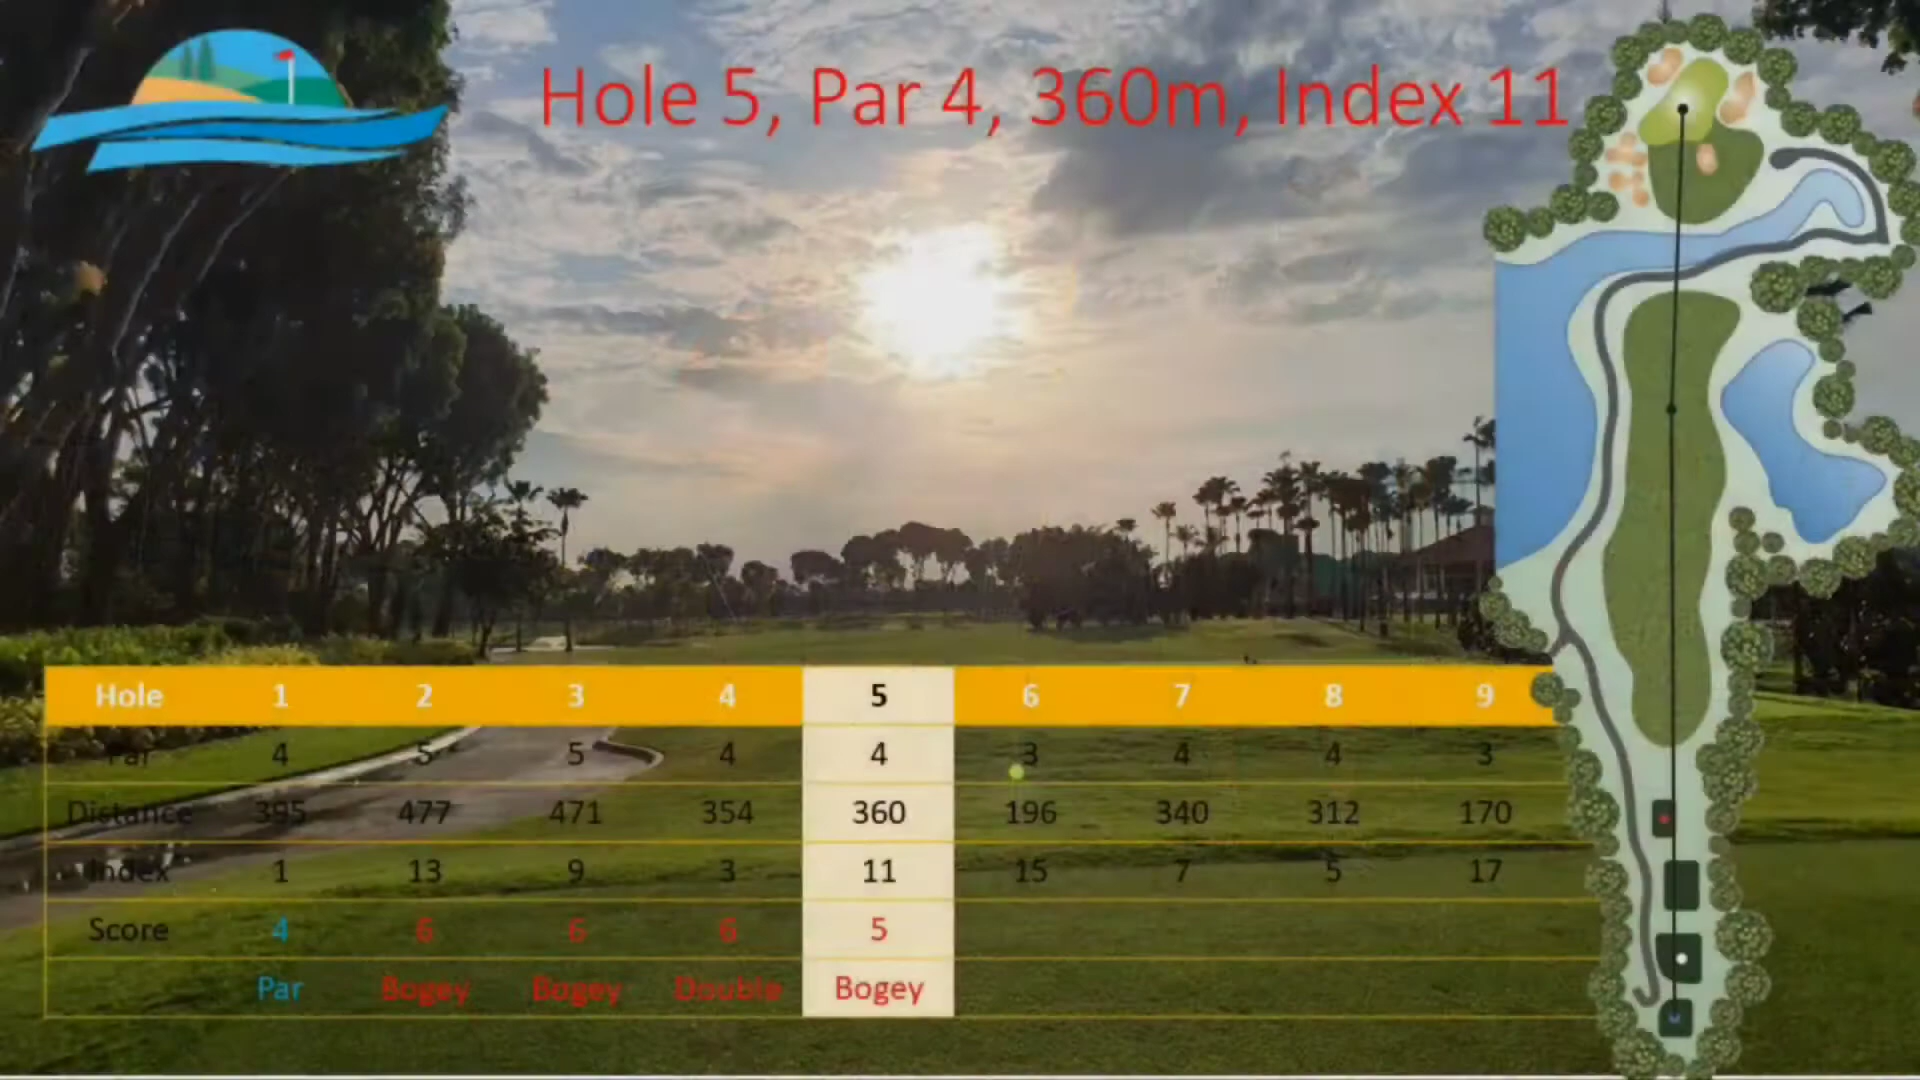 Hole 5, Par 4, 360m, Index 11
Hole 1 2 3 4 5 6 7 8 9
Par 4 5 5 4 4 3 4 4 3
Distance 395 477 471 354 360 196 340 312 170
Index 1 13 9 3 11 15 7 5 17
Score 4 6 6 6 5
Par Bogey Bogey Double Bogey